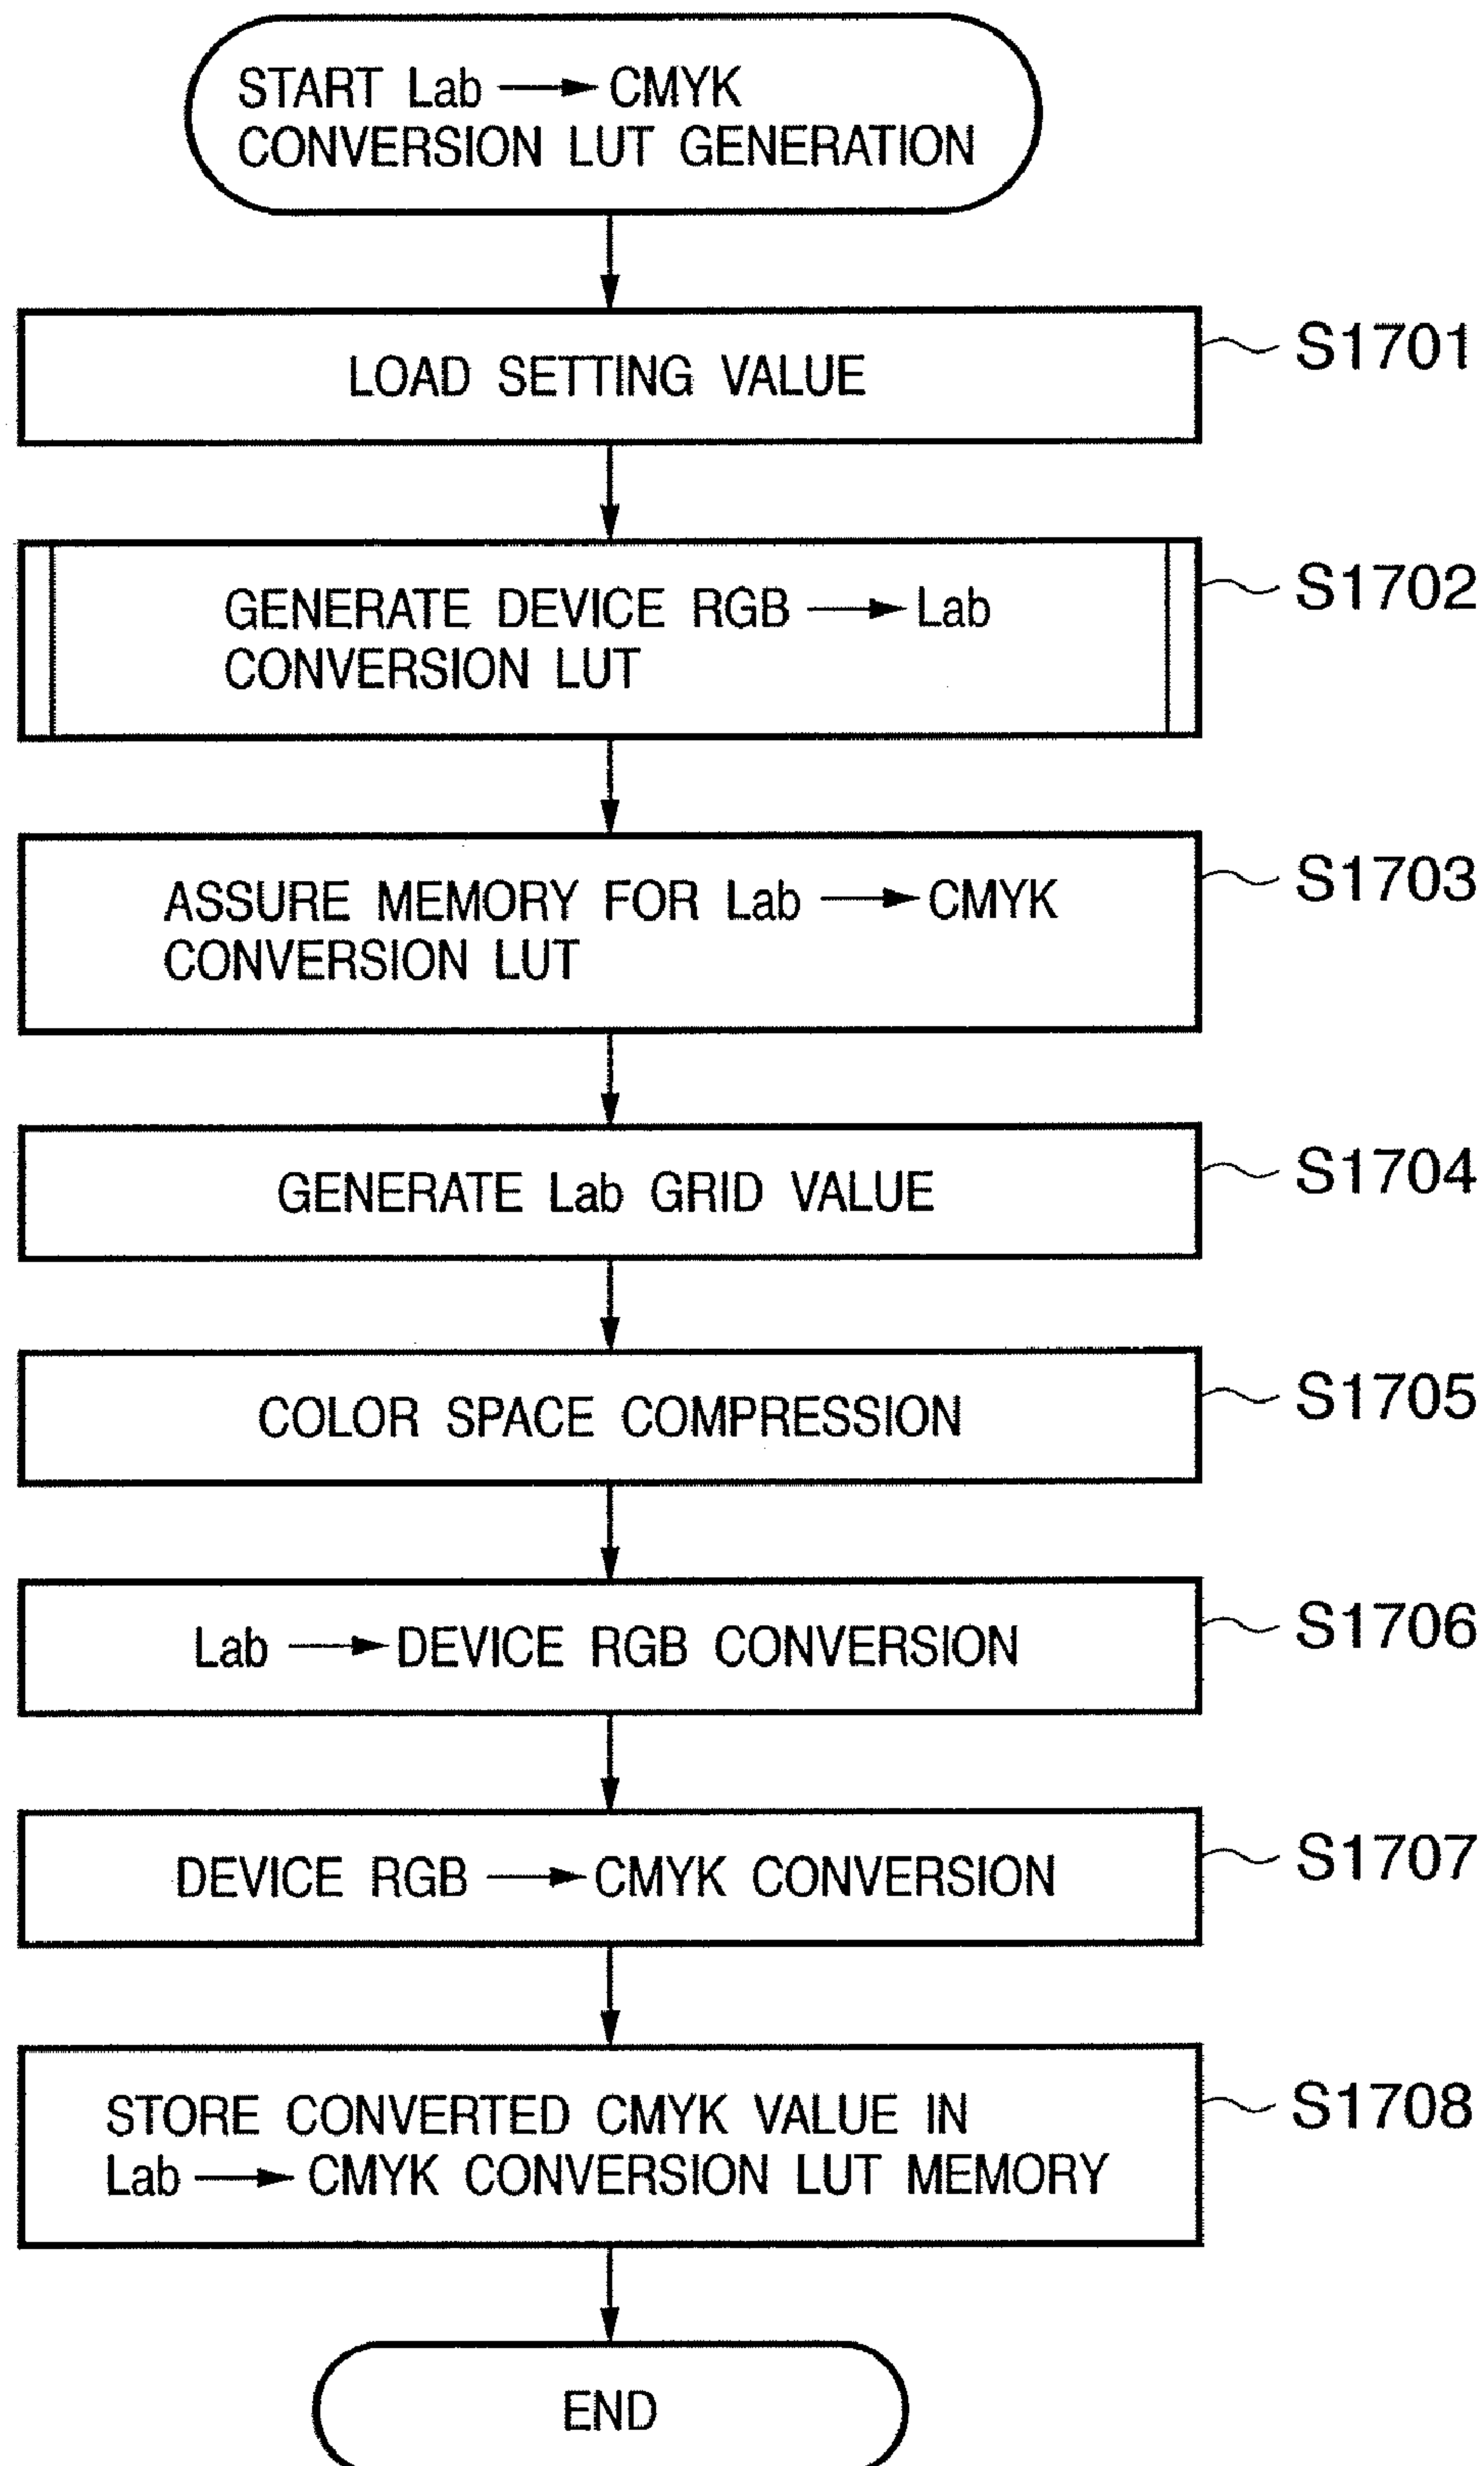 START Lab → CMYK
CONVERSION LUT GENERATION
LOAD SETTING VALUE
S1701
GENERATE DEVICE RGB → Lab
CONVERSION LUT
S1702
ASSURE MEMORY FOR Lab → CMYK
CONVERSION LUT
S1703
GENERATE Lab GRID VALUE
S1704
COLOR SPACE COMPRESSION
S1705
Lab → DEVICE RGB CONVERSION
S1706
DEVICE RGB → CMYK CONVERSION
S1707
STORE CONVERTED CMYK VALUE IN
Lab → CMYK CONVERSION LUT MEMORY
S1708
END